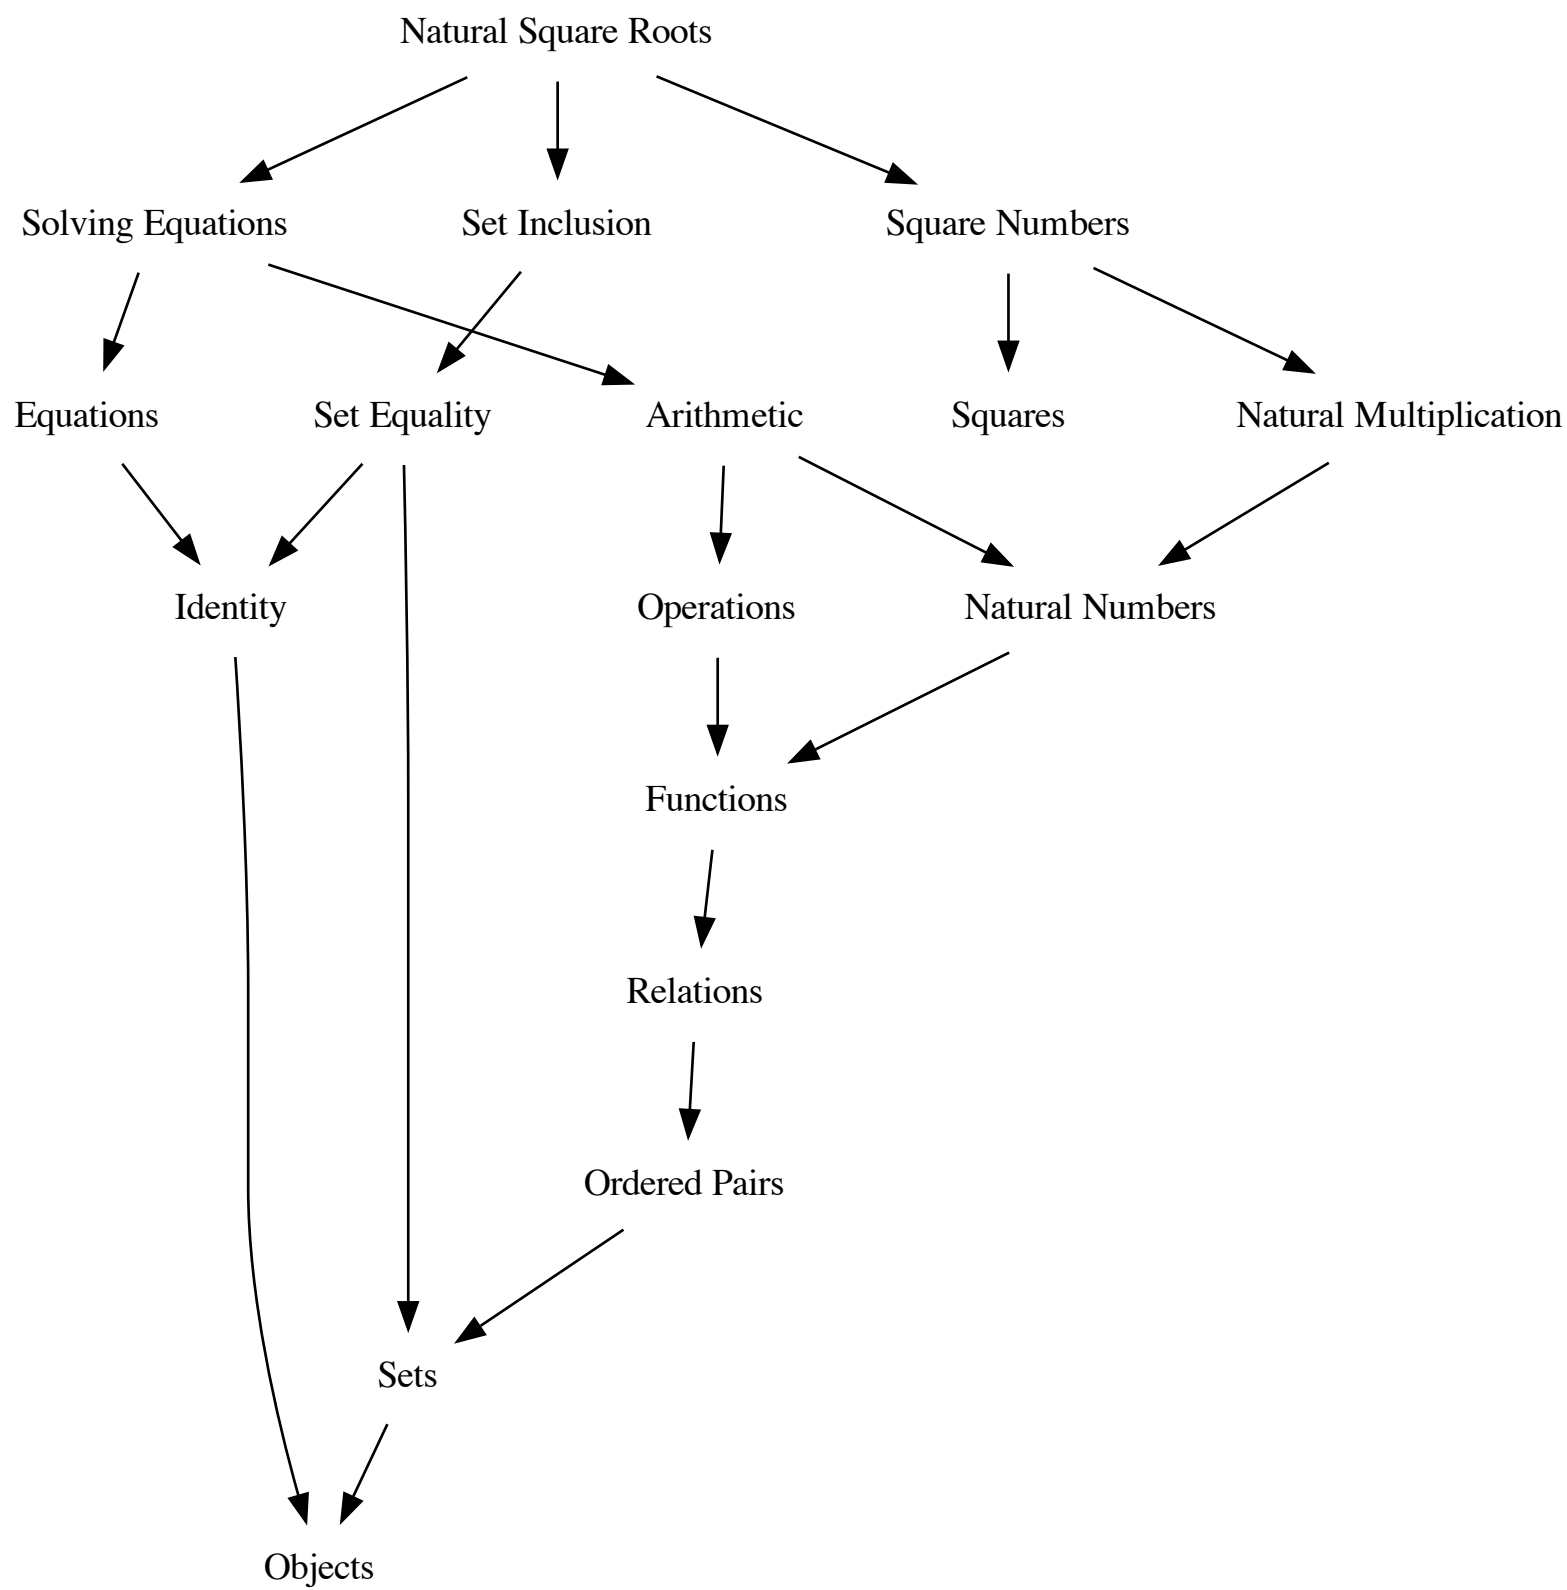 Natural Square Roots
Solving Equations
Set Inclusion
Square Numbers
Equations
Set Equality
Arithmetic
Squares
Natural Multiplication
Identity
Operations
Natural Numbers
Functions
Relations
Ordered Pairs
Sets
Objects